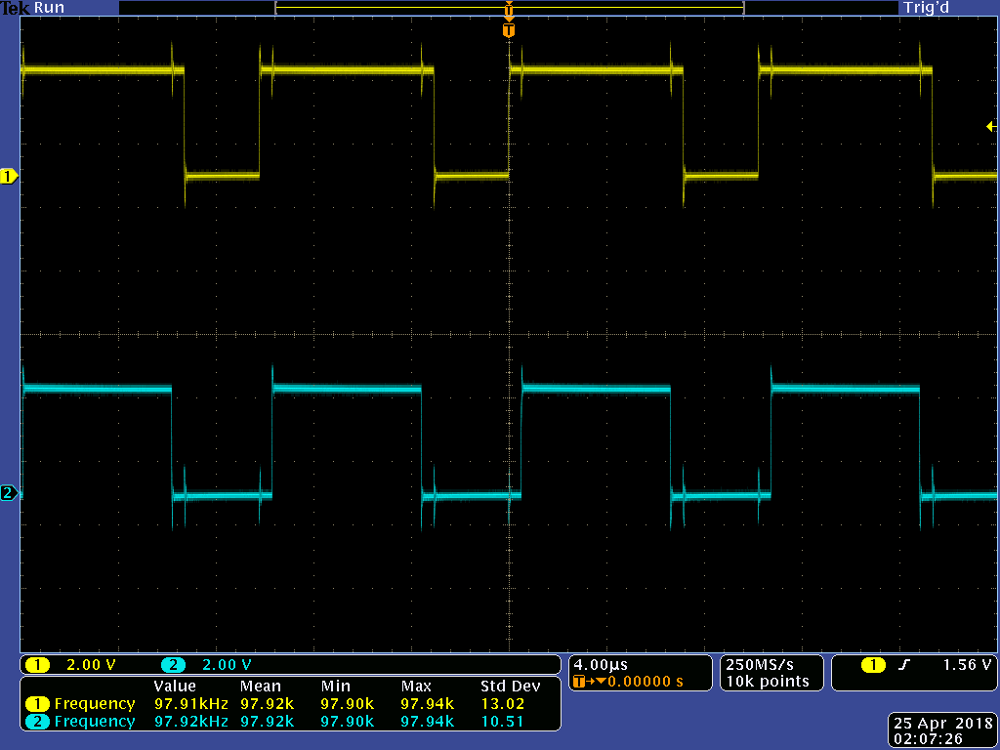 Tek Run Trig'd
T
T
1
2
1 2.00 V 2 2.00 V 4.00µs 250MS/s 1 1.56 V
T→▼0.00000 s 10k points
Value Mean Min Max Std Dev
1 Frequency 97.91kHz 97.92k 97.90k 97.94k 13.02
2 Frequency 97.92kHz 97.92k 97.90k 97.94k 10.51
25 Apr 2018
02:07:26